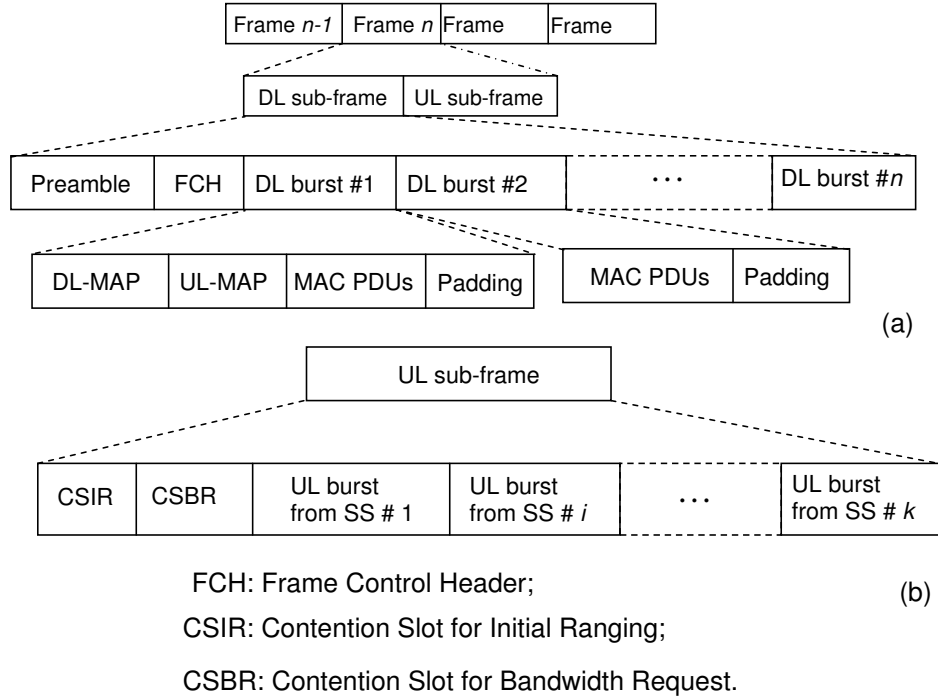 Frame n-1 Frame n Frame Frame
DL sub-frame UL sub-frame
Preamble FCH DL burst #1 DL burst #2 ... DL burst #n
DL-MAP UL-MAP MAC PDUs Padding MAC PDUs Padding
(a)
UL sub-frame
CSIR CSBR UL burst from SS # 1 UL burst from SS # i ... UL burst from SS # k
FCH: Frame Control Header;
(b)
CSIR: Contention Slot for Initial Ranging;
CSBR: Contention Slot for Bandwidth Request.